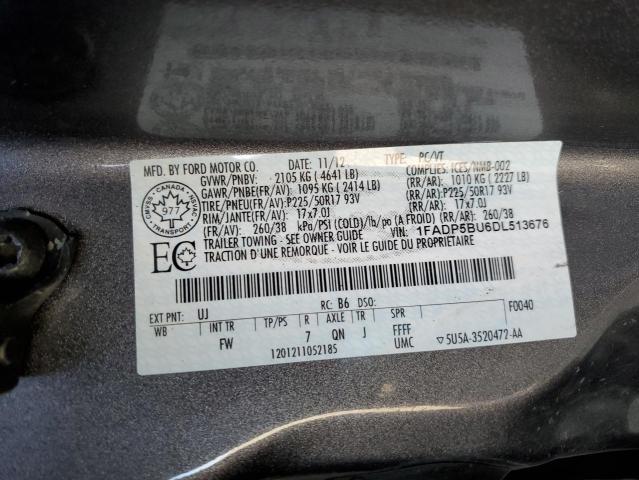 MFD. BY FORD MOTOR CO. DATE: 11/12 TYPE: PC/VT
GVWR/PNBV: 2105 KG ( 4641 LB) COMPLIES: ICES/NMB-002
GAWR/PNBE(FR/AV): 1095 KG ( 2414 LB) (RR/AR): 1010 KG ( 2227 LB)
TIRE/PNEU(FR/AV): P225/50R17 93V (RR/AR): P225/50R17 93V
RIM/JANTE(FR/AV): 17x7.0J (RR/AR): 17x7.0J
(FR/AV): 260/38 kPa/PSI (COLD)/lb/po (A FROID) (RR/AR): 260/38
TRAILER TOWING - SEE OWNER GUIDE VIN: 1FADP5BU6DL513676
TRACTION D'UNE REMORQUE - VOIR GUIDE DU
CANADA
CMVSS NSVAC
977
EC
EXT PNT: UJ RC: B6 DSO: F0040
WB INT TR TP/PS R AXLE TR SPR
FW 7 QN J FFFF
1201211052185 UMC ▽5U5A-3520472-AA